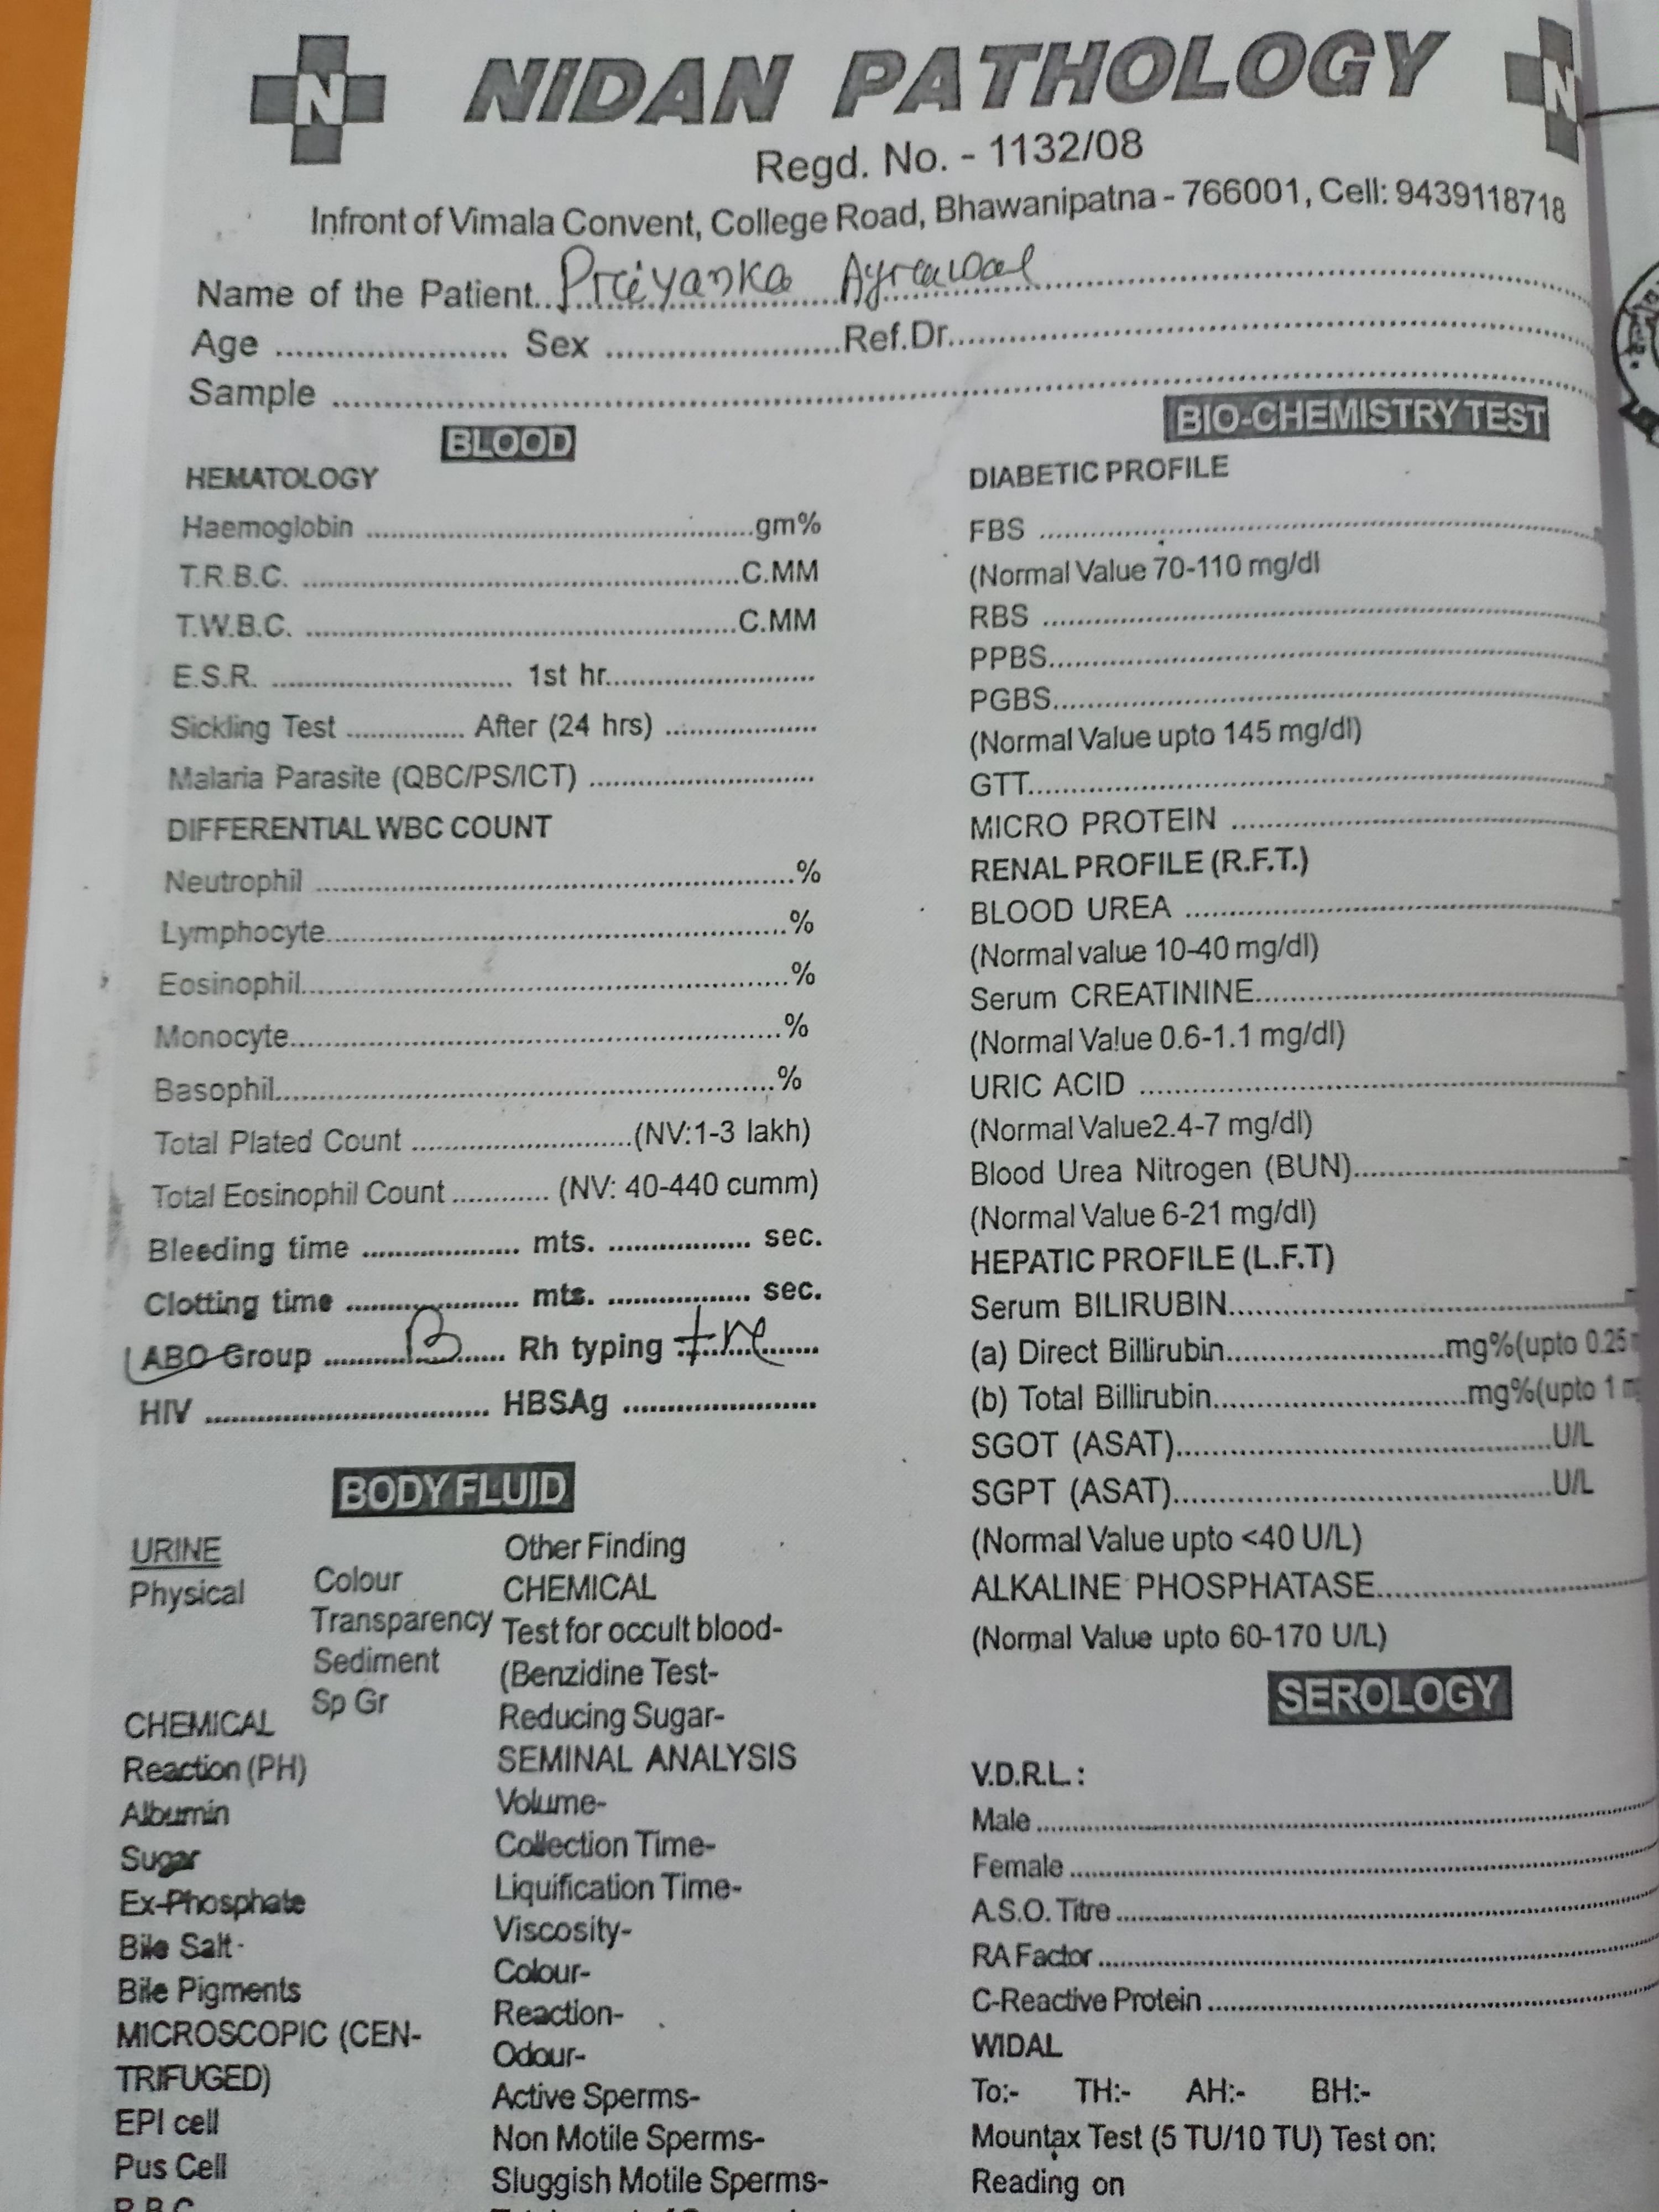 N NIDAN PATHOLOGY N
Regd. No. - 1132/08
Infront of Vimala Convent, College Road, Bhawanipatna - 766001, Cell: 9439118718
Name of the Patient...Priyanka Agrawal...
Age .................... Sex ....................Ref.Dr....................
Sample ....................
BLOOD
HEMATOLOGY
Haemoglobin ....................gm%
T.R.B.C. ....................C.MM
T.W.B.C. ....................C.MM
E.S.R. .................... 1st hr....................
Sickling Test ............... After (24 hrs) ....................
Malaria Parasite (QBC/PS/ICT) ....................
DIFFERENTIAL WBC COUNT
Neutrophil ....................%
Lymphocyte....................%
Eosinophil....................%
Monocyte....................%
Basophil....................%
Total Plated Count ....................(NV:1-3 lakh)
Total Eosinophil Count ............ (NV: 40-440 cumm)
Bleeding time .................. mts. .................. sec.
Clotting time .................. mts. .................. sec.
ABO Group ........B...... Rh typing +ve......
HIV .................... HBSAg ....................
BODY FLUID
URINE
Physical
Colour
Transparency
Sediment
Sp Gr
CHEMICAL
Reaction (PH)
Albumin
Sugar
Ex-Phosphate
Bile Salt-
Bile Pigments
MICROSCOPIC (CEN-
TRIFUGED)
EPI cell
Pus Cell
R.B.C.
Other Finding
CHEMICAL
Test for occult blood-
(Benzidine Test-
Reducing Sugar-
SEMINAL ANALYSIS
Volume-
Collection Time-
Liquification Time-
Viscosity-
Colour-
Reaction-
Odour-
Active Sperms-
Non Motile Sperms-
Sluggish Motile Sperms-
BIO-CHEMISTRY TEST
DIABETIC PROFILE
FBS ....................
(Normal Value 70-110 mg/dl
RBS ....................
PPBS....................
PGBS....................
(Normal Value upto 145 mg/dl)
GTT....................
MICRO PROTEIN ....................
RENAL PROFILE (R.F.T.)
BLOOD UREA ....................
(Normal value 10-40 mg/dl)
Serum CREATININE....................
(Normal Value 0.6-1.1 mg/dl)
URIC ACID ....................
(Normal Value2.4-7 mg/dl)
Blood Urea Nitrogen (BUN)....................
(Normal Value 6-21 mg/dl)
HEPATIC PROFILE (L.F.T)
Serum BILIRUBIN....................
(a) Direct Billirubin....................mg%(upto 0.25
(b) Total Billirubin....................mg%(upto 1
SGOT (ASAT)....................U/L
SGPT (ASAT)....................U/L
(Normal Value upto <40 U/L)
ALKALINE PHOSPHATASE....................
(Normal Value upto 60-170 U/L)
SEROLOGY
V.D.R.L.:
Male ....................
Female ....................
A.S.O. Titre ....................
RA Factor ....................
C-Reactive Protein ....................
WIDAL
To:- TH:- AH:- BH:-
Mountax Test (5 TU/10 TU) Test on:
Reading on